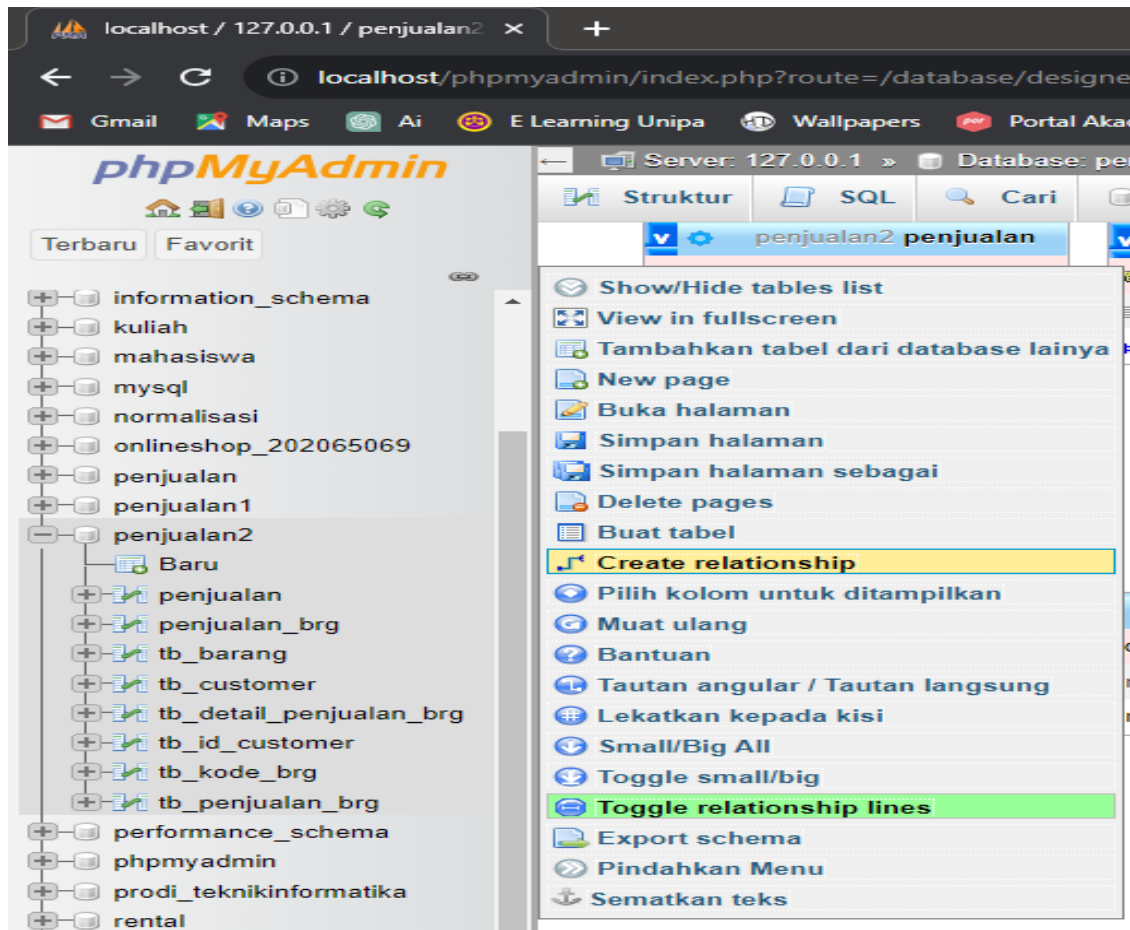 localhost / 127.0.0.1 / penjualan2
localhost/phpmyadmin/index.php?route=/database/designe
Gmail Maps Ai E Learning Unipa Wallpapers Portal Aka
phpMyAdmin
Server: 127.0.0.1 » Database: pe
Struktur SQL Cari
Terbaru Favorit
penjualan2 penjualan
information_schema
kuliah
mahasiswa
mysql
normalisasi
onlineshop_202065069
penjualan
penjualan1
penjualan2
Baru
penjualan
penjualan_brg
tb_barang
tb_customer
tb_detail_penjualan_brg
tb_id_customer
tb_kode_brg
tb_penjualan_brg
performance_schema
phpmyadmin
prodi_teknikinformatika
rental
Show/Hide tables list
View in fullscreen
Tambahkan tabel dari database lainya
New page
Buka halaman
Simpan halaman
Simpan halaman sebagai
Delete pages
Buat tabel
Create relationship
Pilih kolom untuk ditampilkan
Muat ulang
Bantuan
Tautan angular / Tautan langsung
Lekatkan kepada kisi
Small/Big All
Toggle small/big
Toggle relationship lines
Export schema
Pindahkan Menu
Sematkan teks